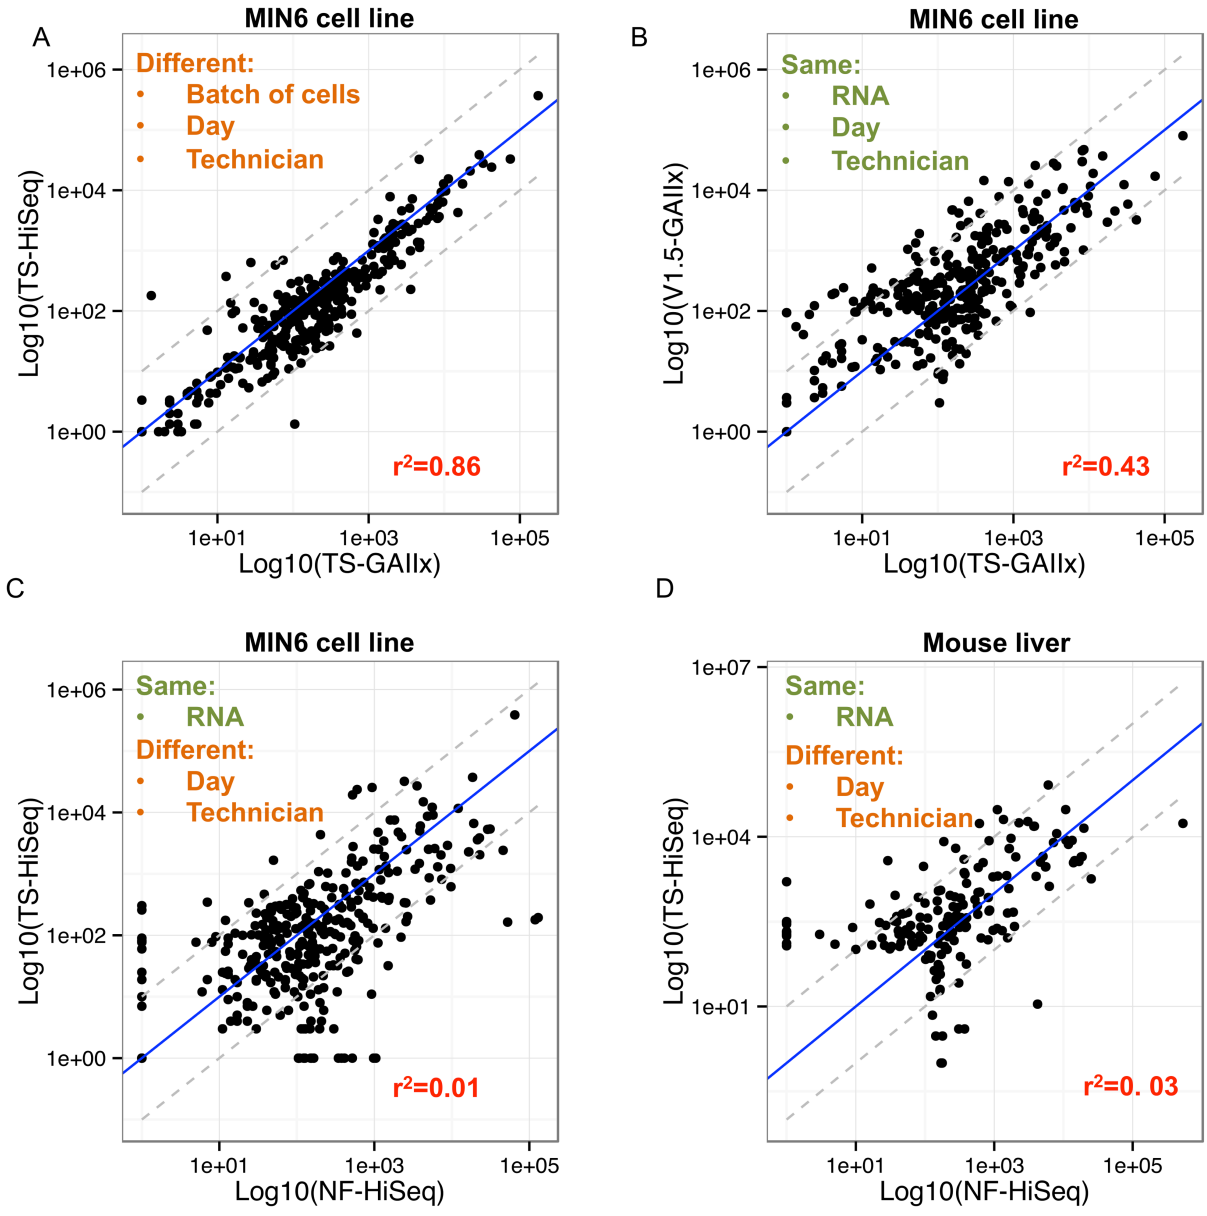 A
MIN6 cell line
Different:
• Batch of cells
• Day
• Technician
1e+06
1e+04
1e+02
1e+00
Log10(TS-HiSeq)
r²=0.86
1e+01 1e+03 1e+05
Log10(TS-GAIIx)
B
MIN6 cell line
Same:
• RNA
• Day
• Technician
1e+06
1e+04
1e+02
1e+00
Log10(V1.5-GAIIx)
r²=0.43
1e+01 1e+03 1e+05
Log10(TS-GAIIx)
C
MIN6 cell line
Same:
• RNA
Different:
• Day
• Technician
1e+06
1e+04
1e+02
1e+00
Log10(TS-HiSeq)
r²=0.01
1e+01 1e+03 1e+05
Log10(NF-HiSeq)
D
Mouse liver
Same:
• RNA
Different:
• Day
• Technician
1e+07
1e+04
1e+01
Log10(TS-HiSeq)
r²=0. 03
1e+01 1e+03 1e+05
Log10(NF-HiSeq)